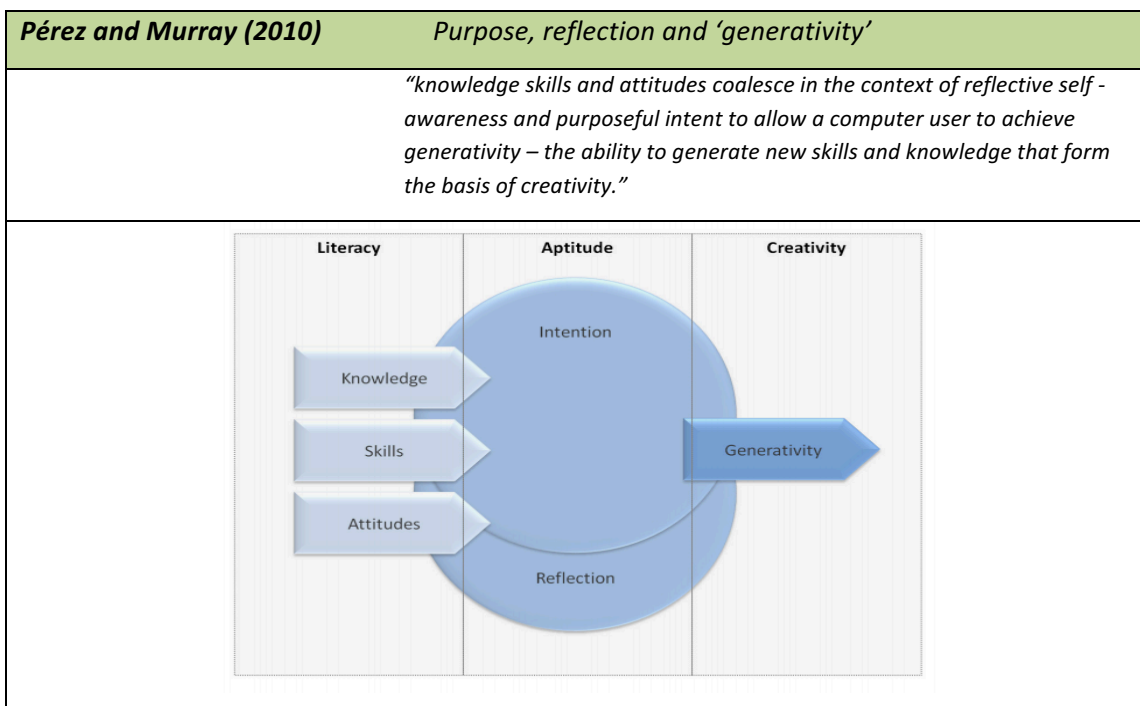 Pérez and Murray (2010) Purpose, reflection and ‘generativity’
“knowledge skills and attitudes coalesce in the context of reflective self -
awareness and purposeful intent to allow a computer user to achieve
generativity – the ability to generate new skills and knowledge that form
the basis of creativity.”
Literacy Aptitude Creativity
Intention
Knowledge
Skills
Generativity
Attitudes
Reflection